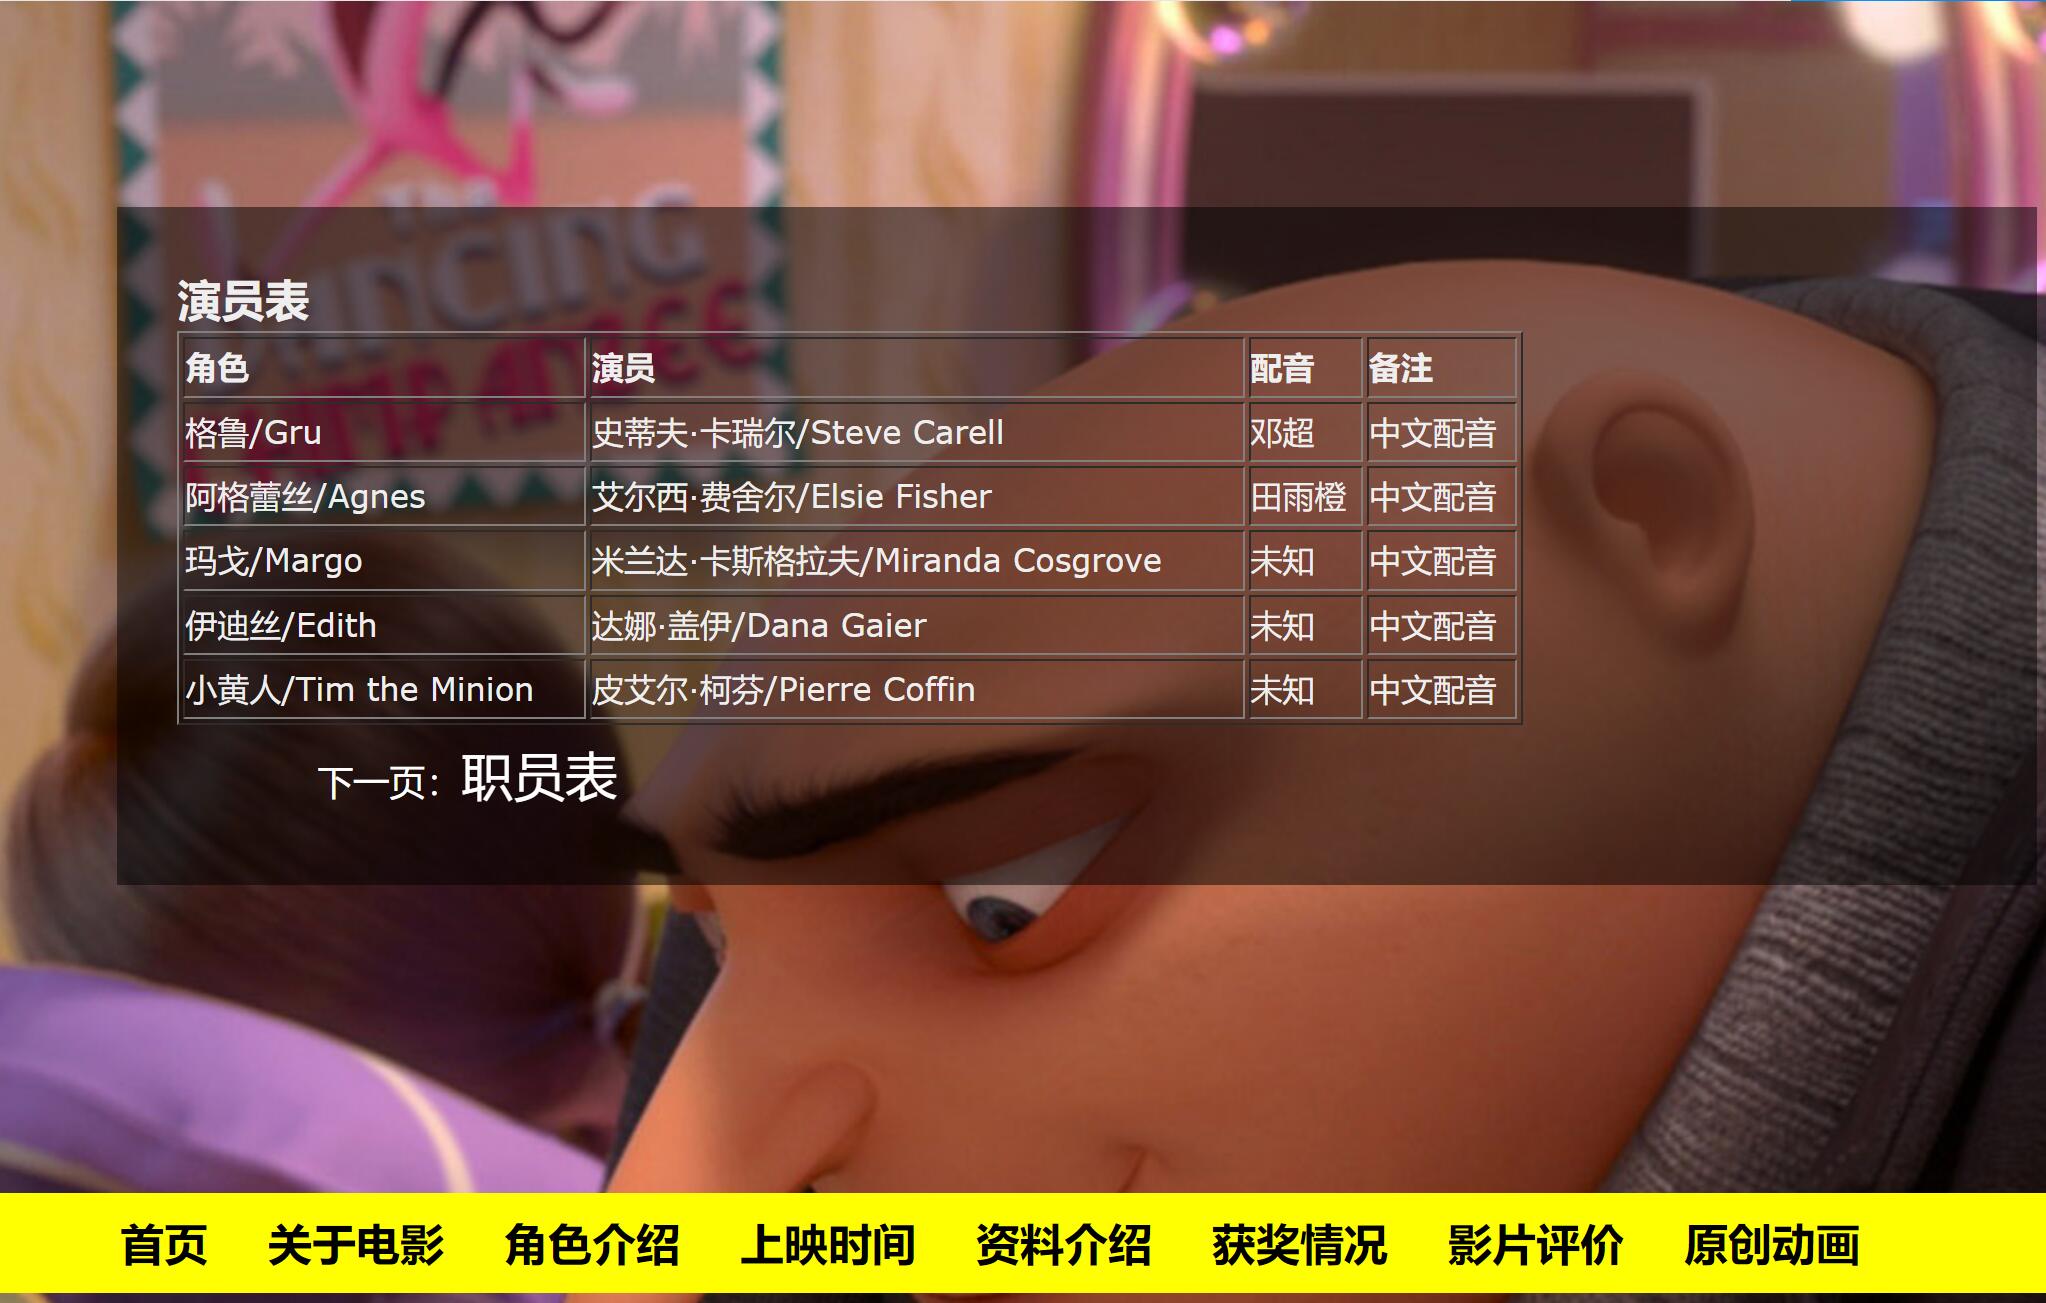 The
DANCING
演员表
角色 演员 配音 备注
格鲁/Gru 史蒂夫·卡瑞尔/Steve Carell 邓超 中文配音
阿格蕾丝/Agnes 艾尔西·费舍尔/Elsie Fisher 田雨橙 中文配音
玛戈/Margo 米兰达·卡斯格拉夫/Miranda Cosgrove 未知 中文配音
伊迪丝/Edith 达娜·盖伊/Dana Gaier 未知 中文配音
小黄人/Tim the Minion 皮艾尔·柯芬/Pierre Coffin 未知 中文配音
下一页：职员表
首页 关于电影 角色介绍 上映时间 资料介绍 获奖情况 影片评价 原创动画